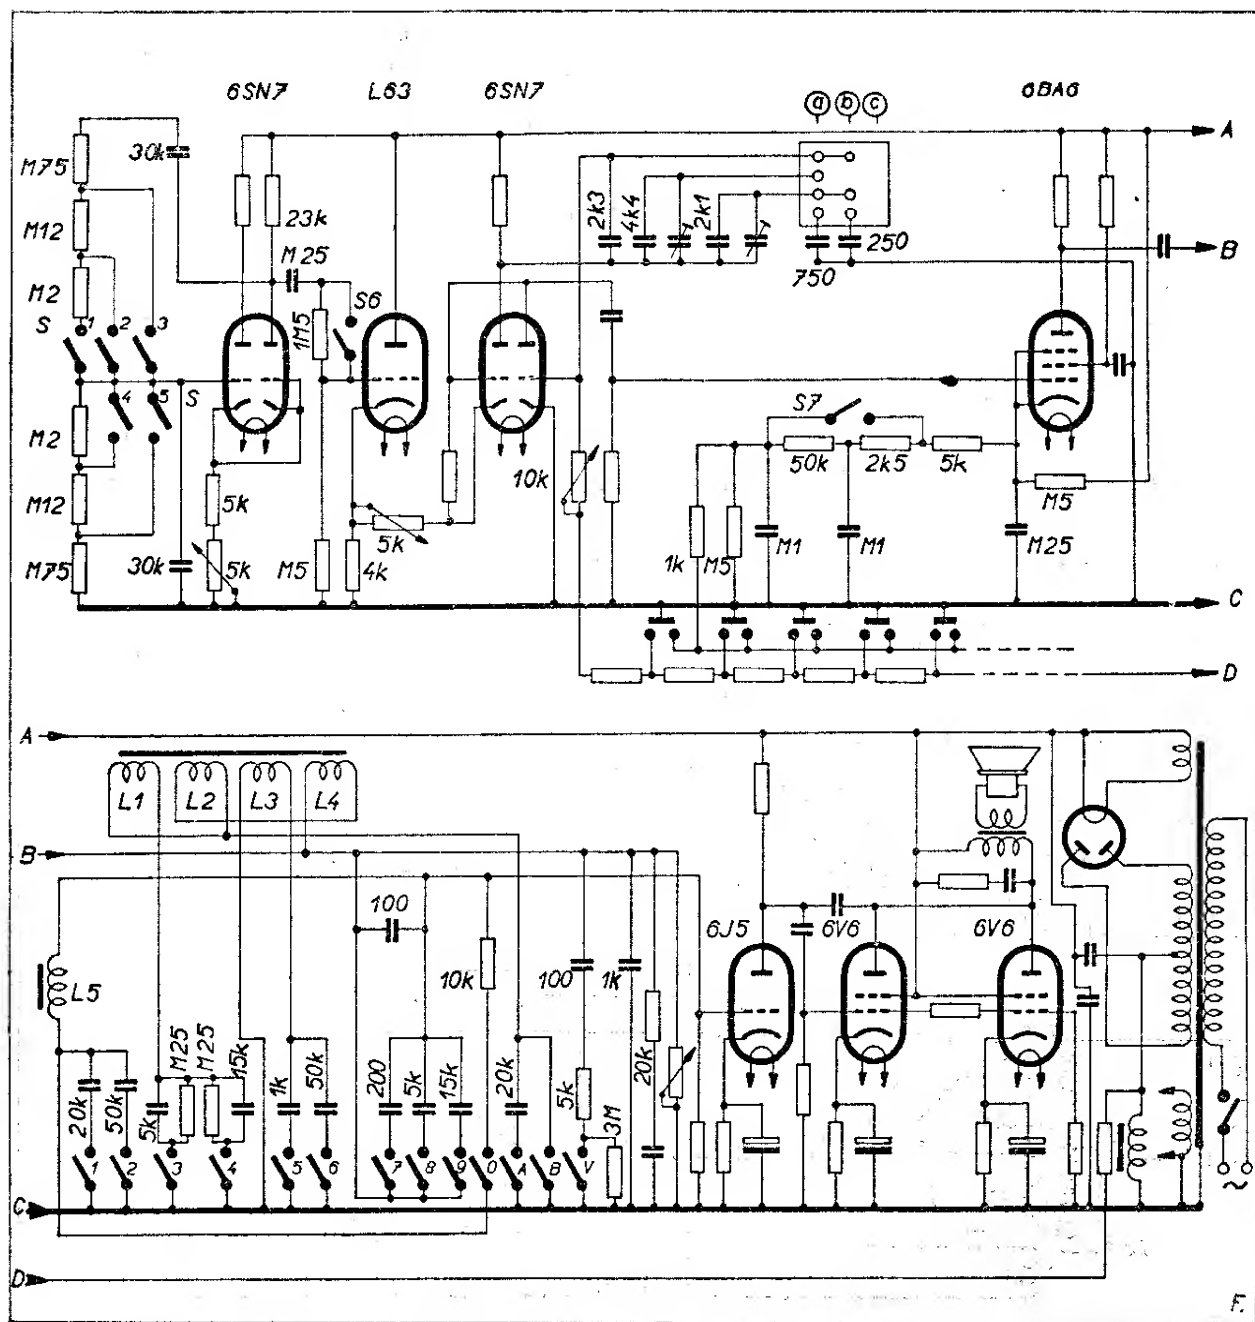 6SN7 L63 6SN7 a b c 6BA6
A
30k
M75
M12
23k
2k3
4k4
2k1
250
B
M25
750
M2
S6
S 1 2 3
1M5
4 5 S
S7
M2
10k
50k 2k5 5k
M12
5k
M5
5k
M1
M1
M25
M75
30k
5k
M5
4k
1k
M5
C
D
A
L1 L2 L3 L4
B
100
6J5
6V6
6V6
10k
100
1k
L5
M25
M25
15k
1k
50k
200
5k
15k
20k
5k
20k
20k
50k
5k
3M
1 2 3 4 5 6 7 8 9 0 A B V
~
C
D
F.